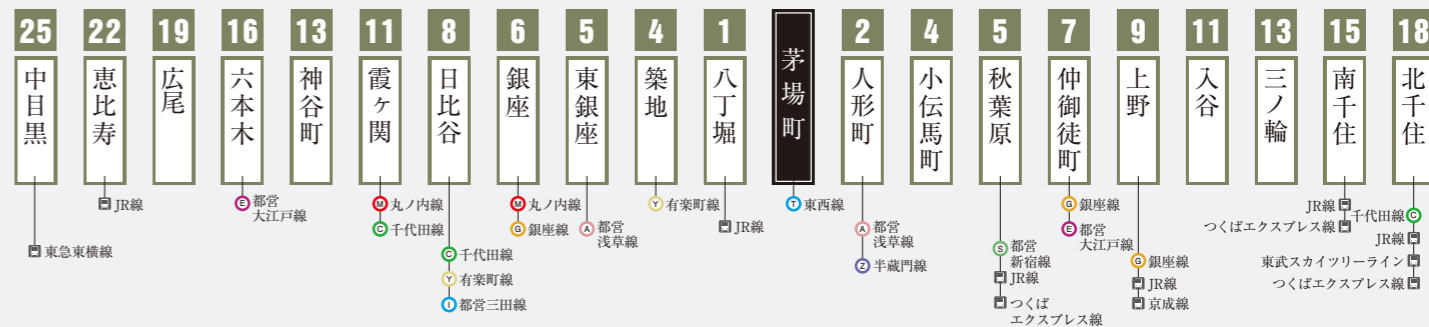 25
22
19
16
13
11
8
6
5
4
1
2
4
5
7
9
11
13
15
18
中目黒
恵比寿
広尾
六本木
神谷町
霞ヶ関
日比谷
銀座
東銀座
築地
八丁堀
茅場町
人形町
小伝馬町
秋葉原
仲御徒町
上野
入谷
三ノ輪
南千住
北千住
東急東横線
JR線
E 都営
大江戸線
M 丸ノ内線
C 千代田線
C 千代田線
Y 有楽町線
I 都営三田線
M 丸ノ内線
G 銀座線
A 都営
浅草線
Y 有楽町線
JR線
T 東西線
A 都営
浅草線
Z 半蔵門線
S 都営
新宿線
JR線
つくば
エクスプレス線
G 銀座線
E 都営
大江戸線
G 銀座線
JR線
京成線
JR線
つくばエクスプレス線
千代田線 C
JR線
東武スカイツリーライン
つくばエクスプレス線